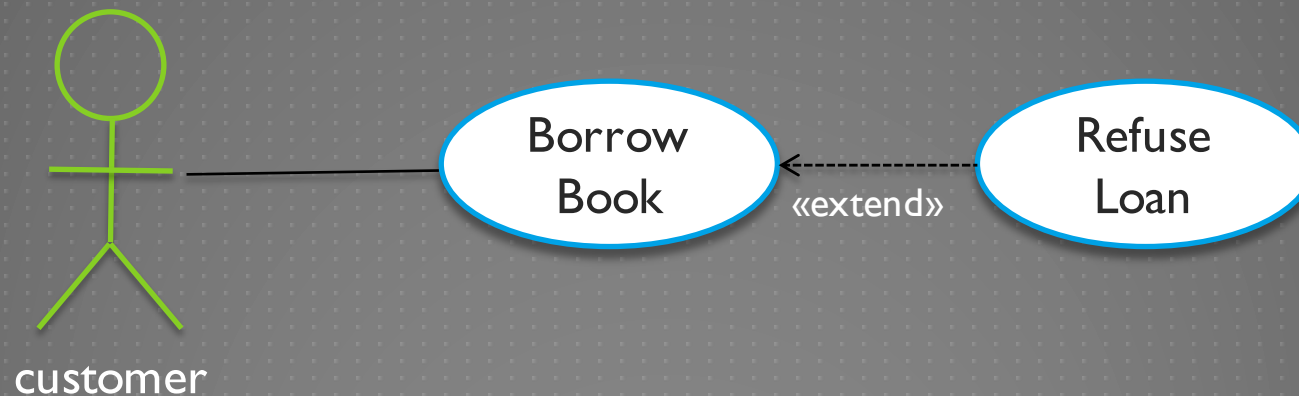 Borrow
Book
«extend»
Refuse
Loan
customer